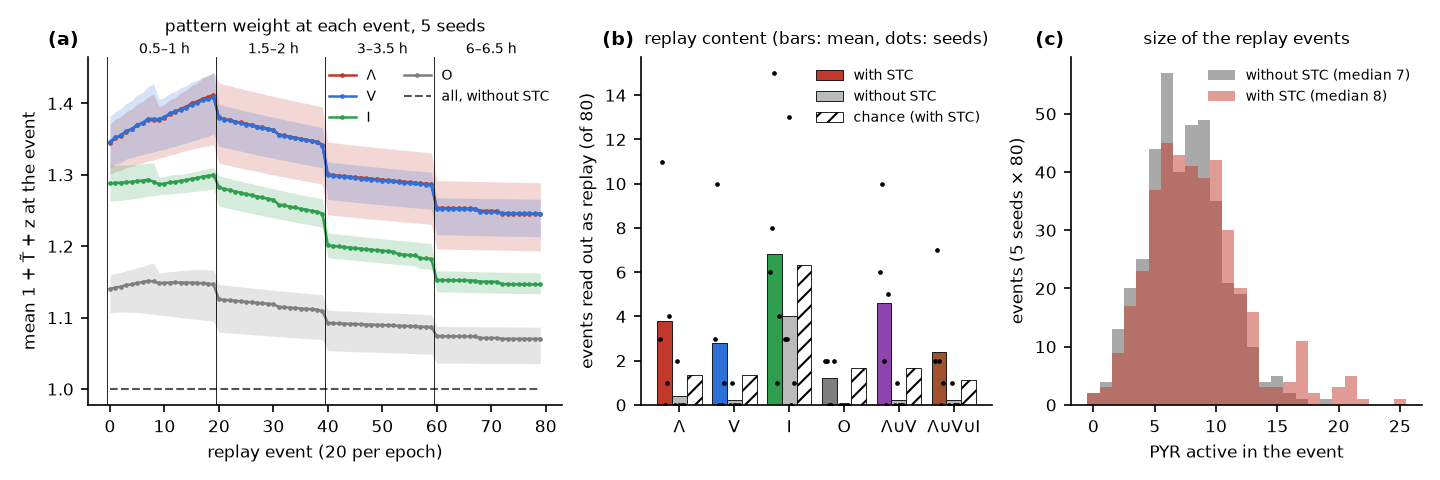 (a)
pattern weight at each event, 5 seeds
0.5–1 h
1.5–2 h
3–3.5 h
6–6.5 h
Λ
V
I
O
all, without STC
1.4
1.3
1.2
1.1
1.0
mean 1 + T̃ + z at the event
0
10
20
30
40
50
60
70
80
replay event (20 per epoch)
(b)
replay content (bars: mean, dots: seeds)
with STC
without STC
chance (with STC)
14
12
10
8
6
4
2
0
events read out as replay (of 80)
Λ
V
I
O
Λ∪V
Λ∪V∪I
(c)
size of the replay events
without STC (median 7)
with STC (median 8)
50
40
30
20
10
0
events (5 seeds × 80)
0
5
10
15
20
25
PYR active in the event